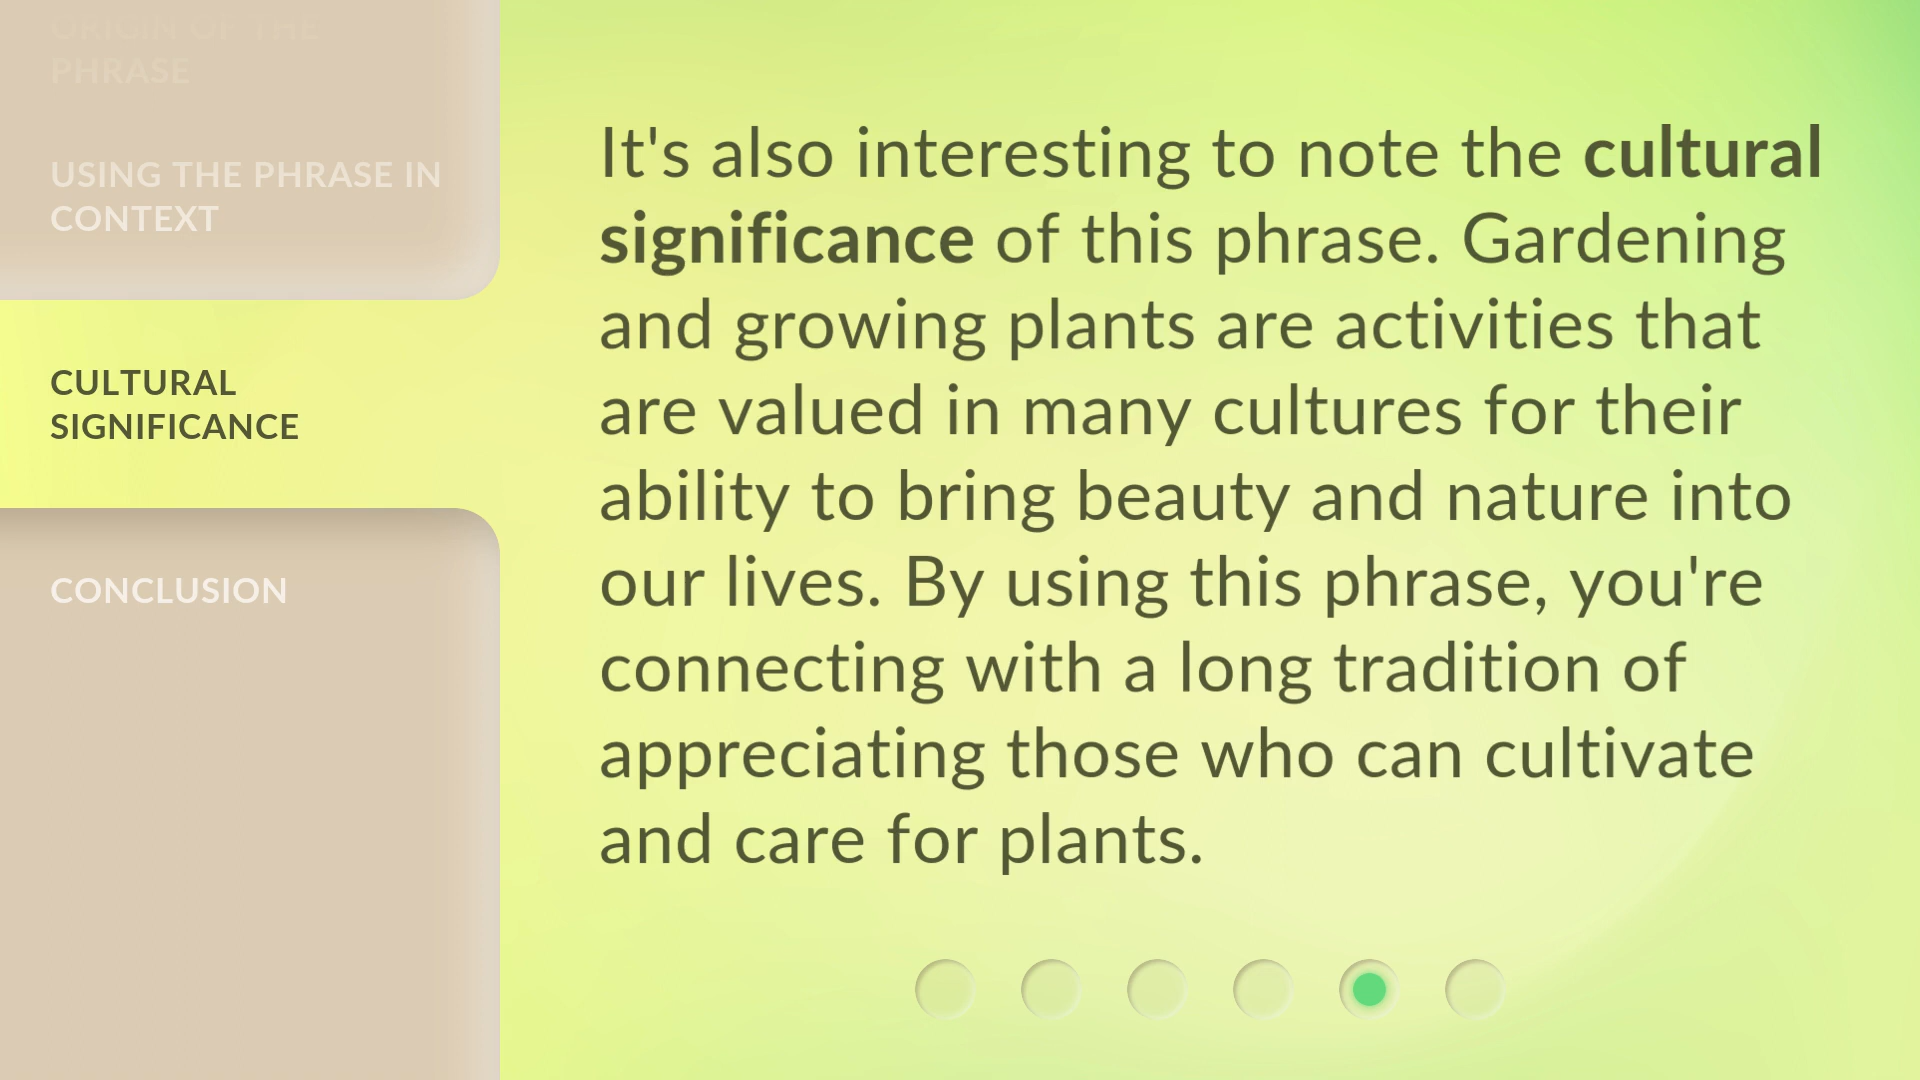 ORIGIN OF THE
PHRASE
USING THE PHRASE IN
CONTEXT
CULTURAL
SIGNIFICANCE
CONCLUSION
It's also interesting to note the cultural
significance of this phrase. Gardening
and growing plants are activities that
are valued in many cultures for their
ability to bring beauty and nature into
our lives. By using this phrase, you're
connecting with a long tradition of
appreciating those who can cultivate
and care for plants.